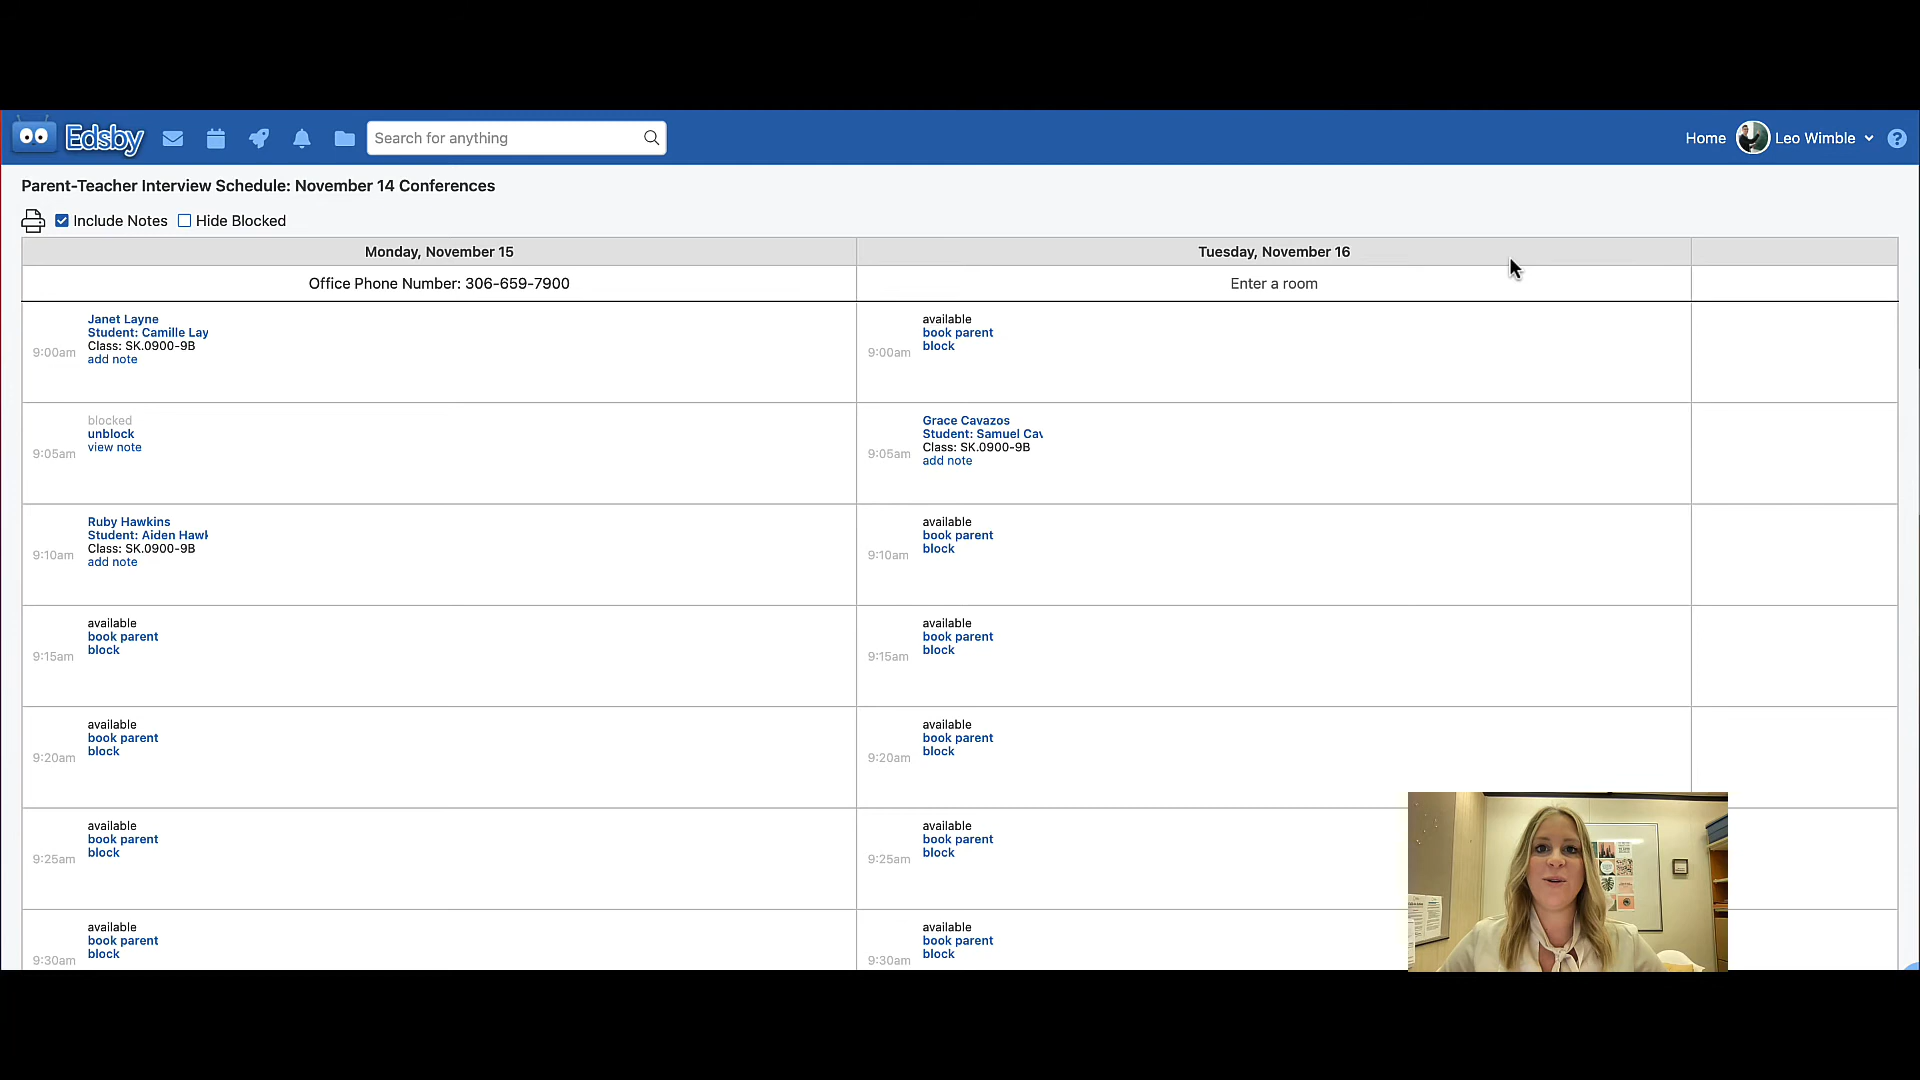 Edsby
Search for anything
Home
Leo Wimble
?
Parent-Teacher Interview Schedule: November 14 Conferences
Include Notes
Hide Blocked
Monday, November 15
Tuesday, November 16
Office Phone Number: 306-659-7900
Enter a room
9:00am
Janet Layne
Student: Camille Lay
Class: SK.0900-9B
add note
9:00am
available
book parent
block
9:05am
blocked
unblock
view note
9:05am
Grace Cavazos
Student: Samuel Cav
Class: SK.0900-9B
add note
9:10am
Ruby Hawkins
Student: Aiden Hawk
Class: SK.0900-9B
add note
9:10am
available
book parent
block
9:15am
available
book parent
block
9:15am
available
book parent
block
9:20am
available
book parent
block
9:20am
available
book parent
block
9:25am
available
book parent
block
9:25am
available
book parent
block
9:30am
available
book parent
block
9:30am
available
book parent
block